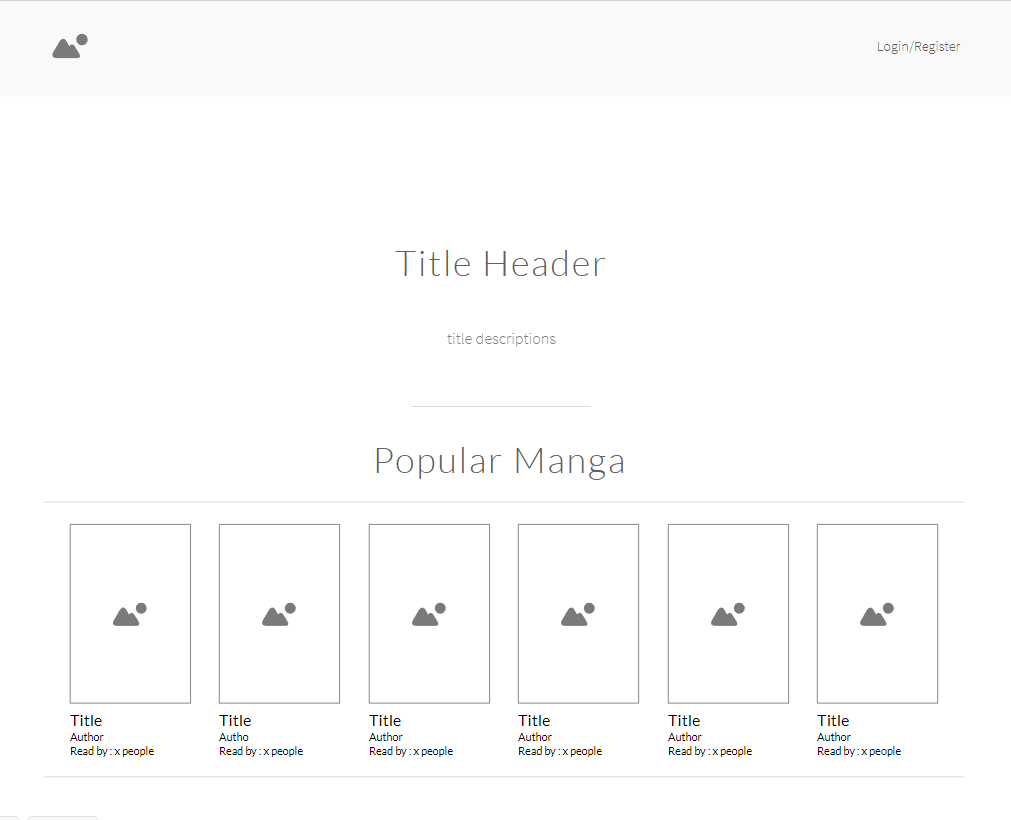 Login/Register
Title Header
title descriptions
Popular Manga
Title
Author
Read by : x people
Title
Autho
Read by : x people
Title
Author
Read by : x people
Title
Author
Read by : x people
Title
Author
Read by : x people
Title
Author
Read by : x people